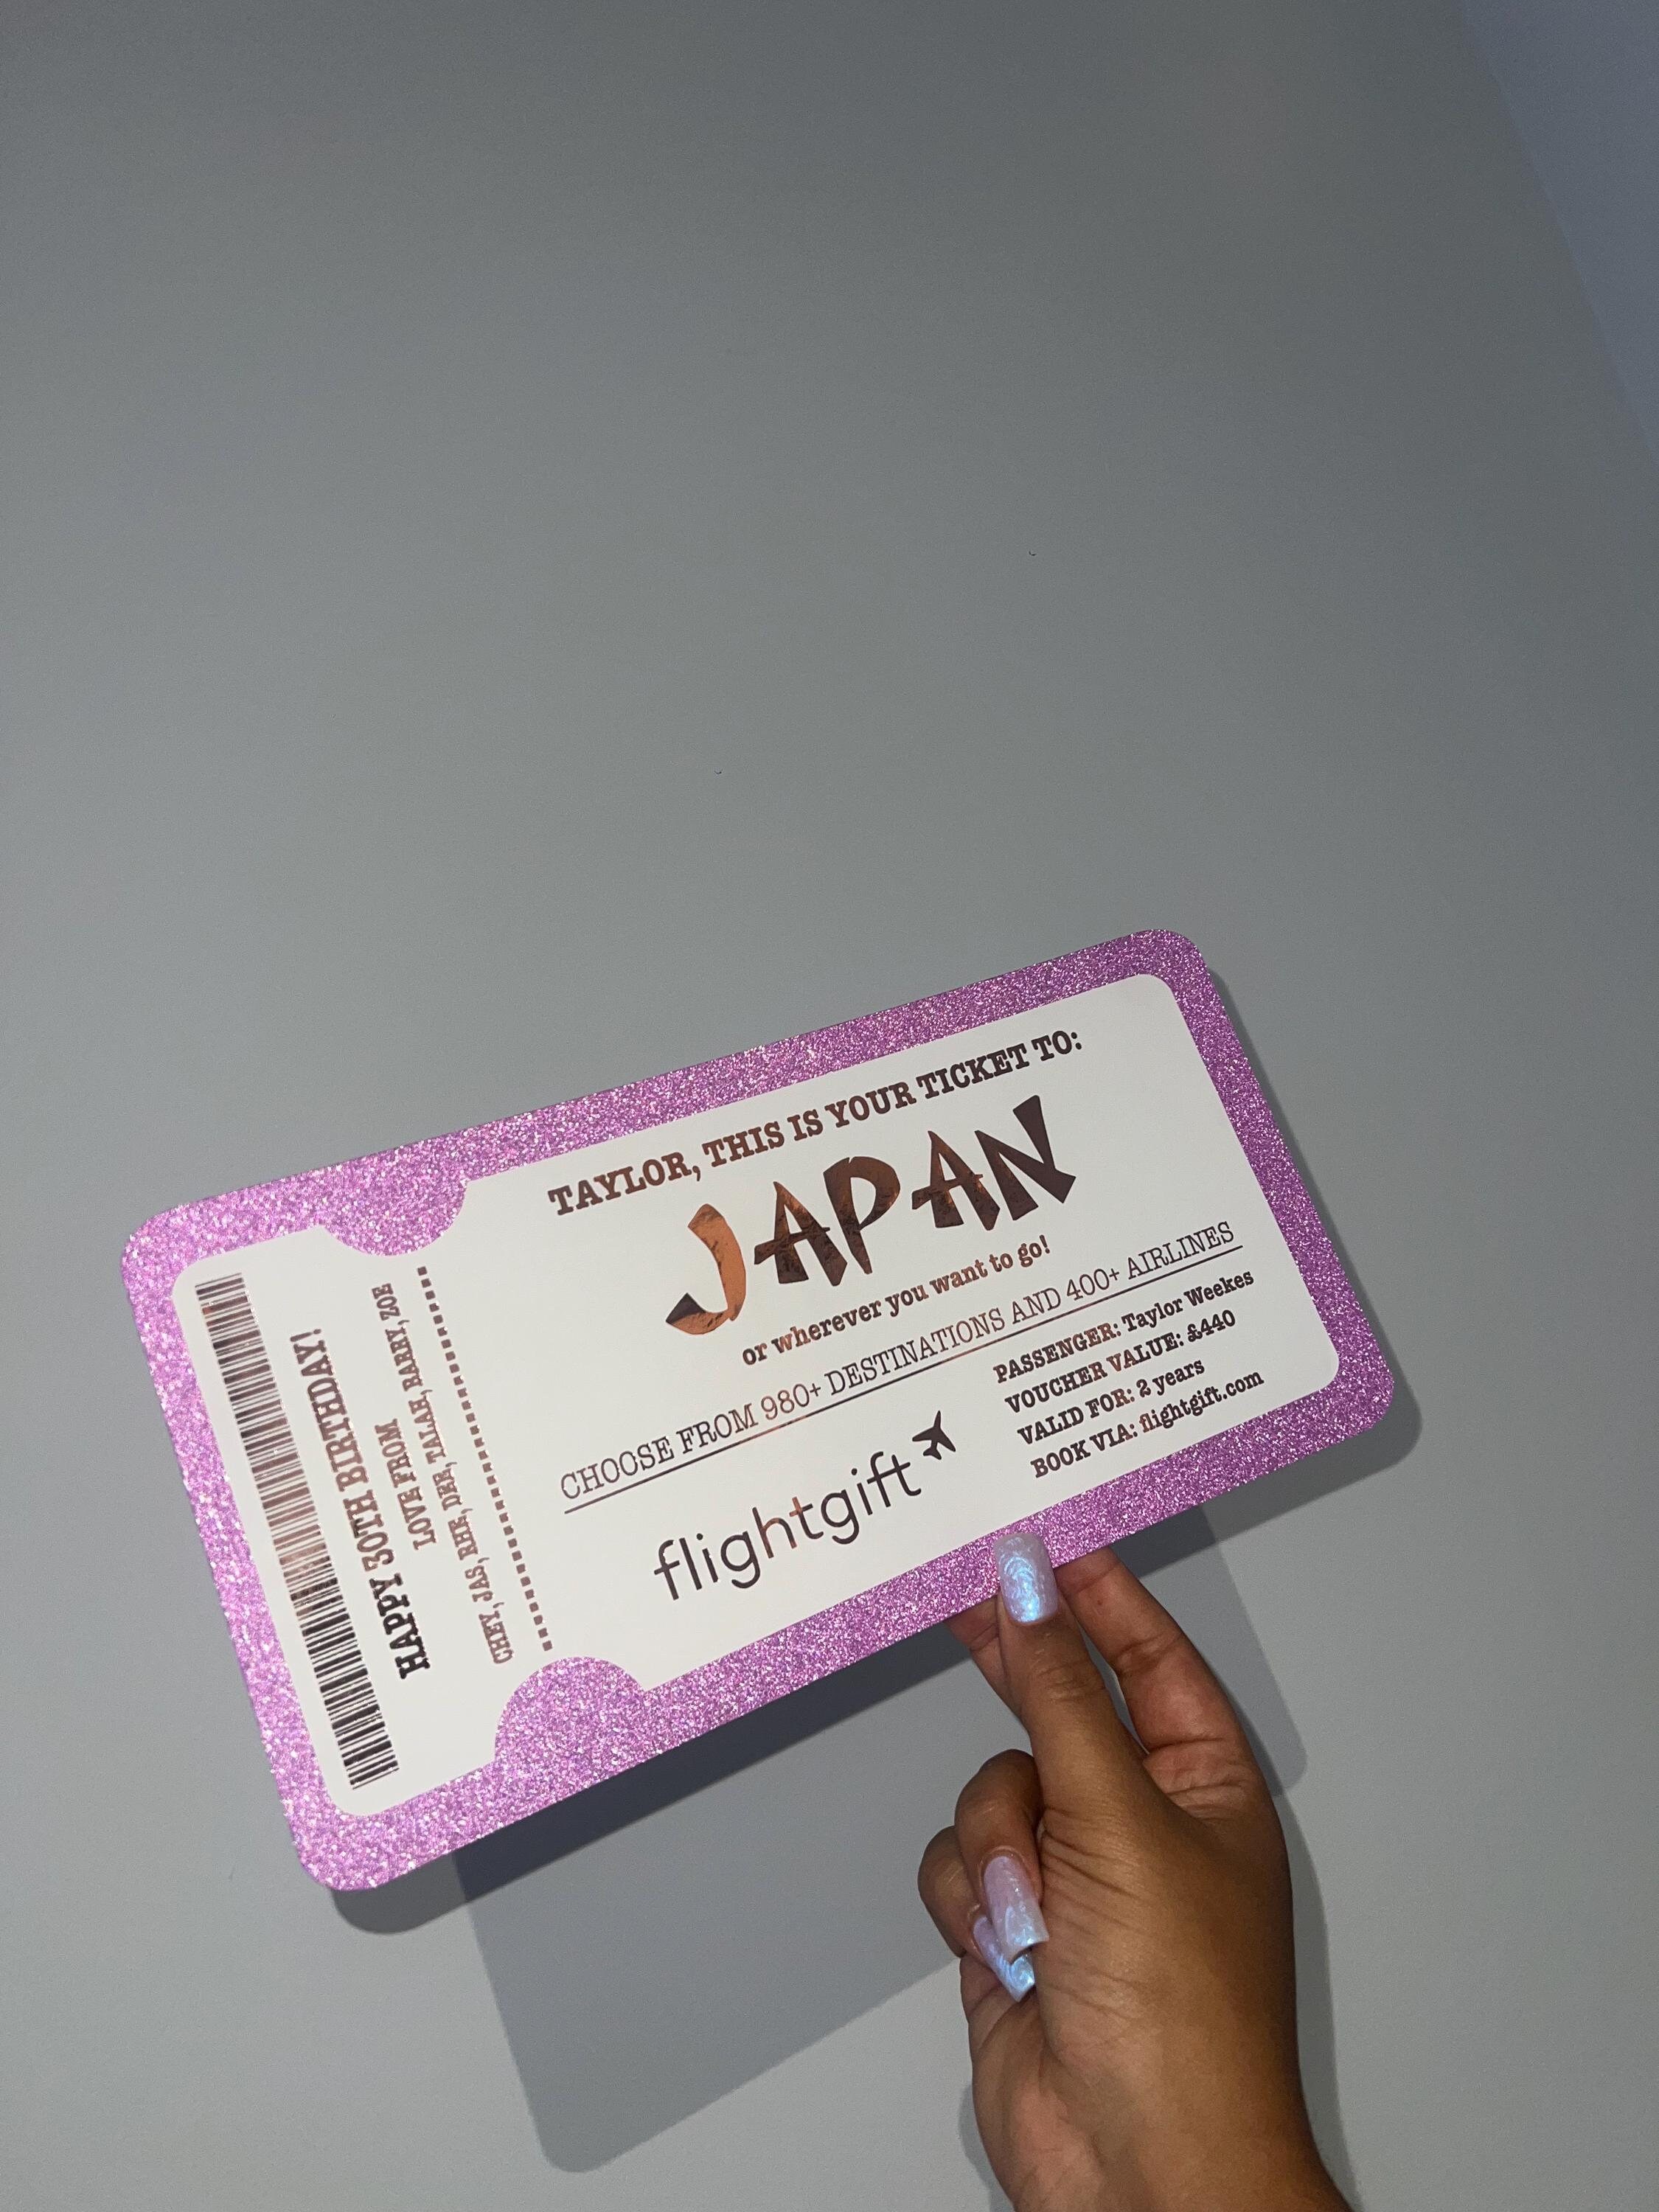 TAYLOR, THIS IS YOUR TICKET TO:
JAPAN
or wherever you want to go!
CHOOSE FROM 980+ DESTINATIONS AND 400+ AIRLINES
flightgift
PASSENGER: Taylor Weekes
VOUCHER VALUE: £440
VALID FOR: 2 years
BOOK VIA: flightgift.com
HAPPY 30TH BIRTHDAY!
LOVE FROM
CHEY, JAS, RHE, DEE, TALAH, BARRY, ZOE